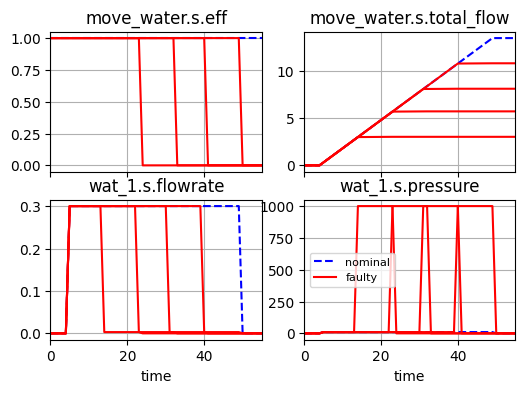 move_water.s.eff
move_water.s.total_flow
1.00
0.75
0.50
0.25
0.00
10
5
0
wat_1.s.flowrate
wat_1.s.pressure
0.3
0.2
0.1
0.0
0
20
40
time
1000
750
500
250
0
nominal
faulty
0
20
40
time